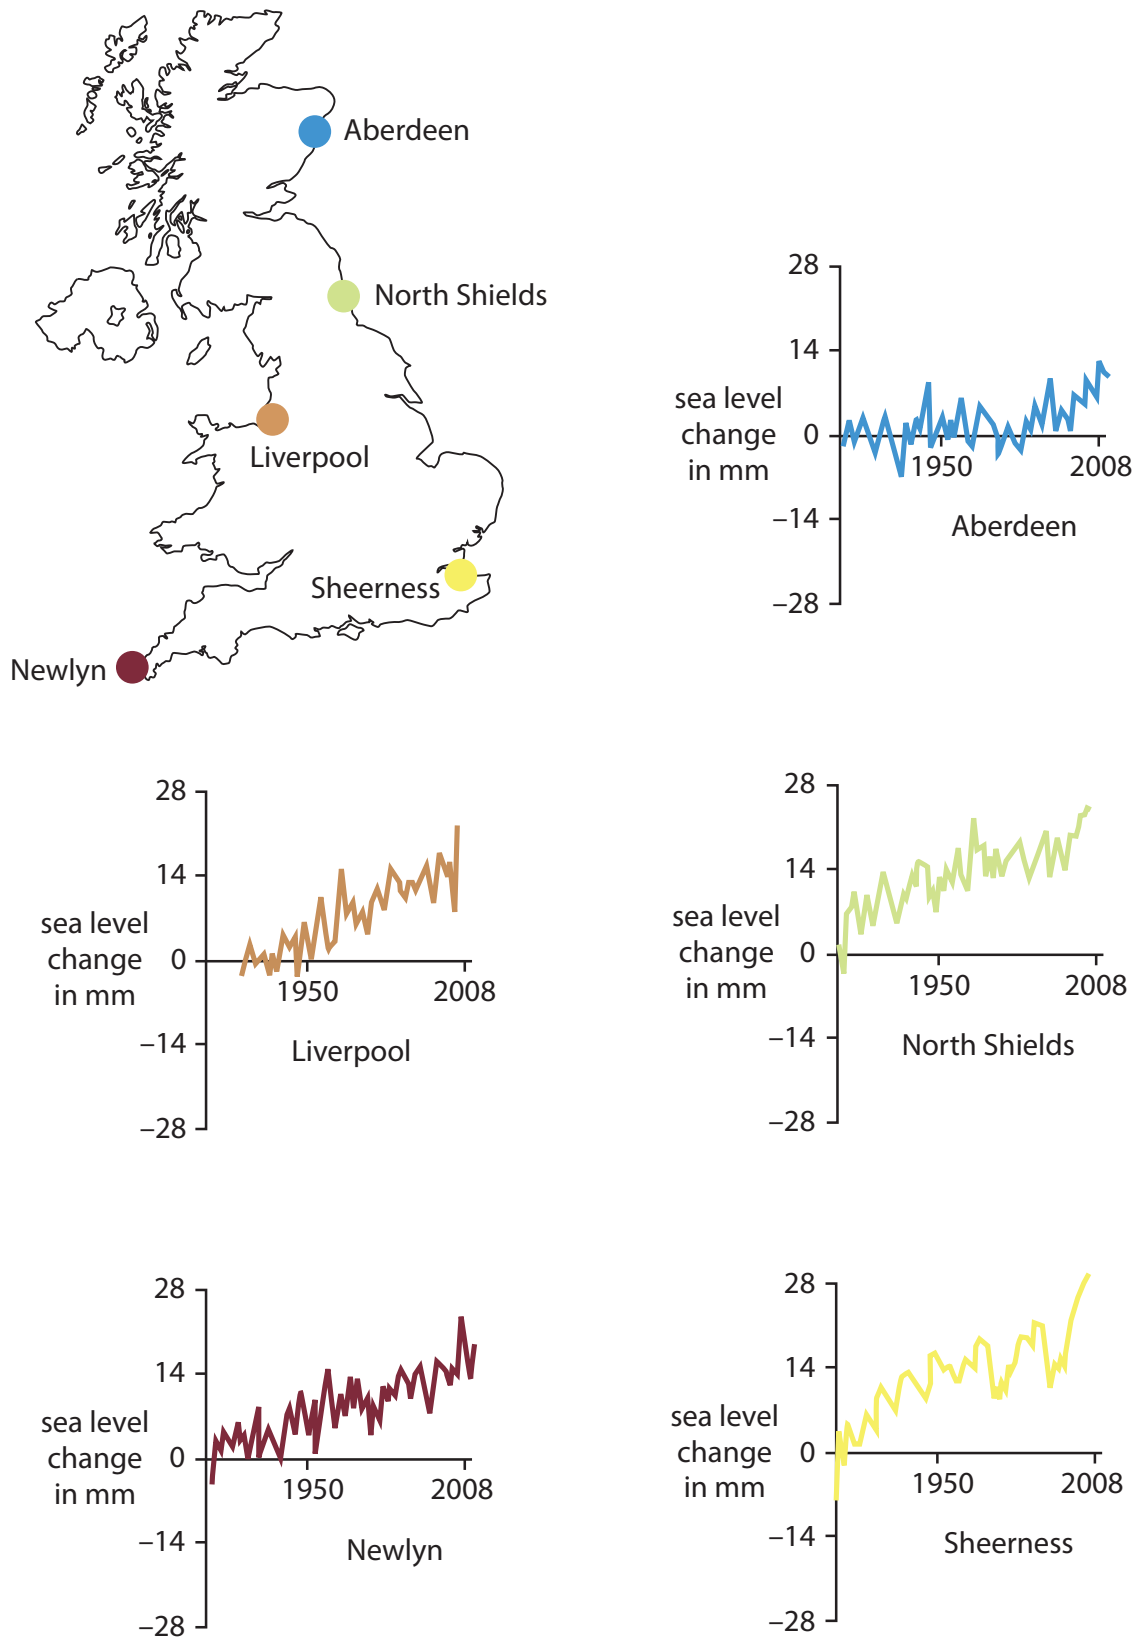 Aberdeen
North Shields
Liverpool
Sheerness
Newlyn
28
14
sea level
change
in mm
0
1950
2008
–14
Aberdeen
–28
28
14
sea level
change
in mm
0
1950
2008
–14
Liverpool
–28
28
14
sea level
change
in mm
0
1950
2008
–14
North Shields
–28
28
14
sea level
change
in mm
0
1950
2008
–14
Newlyn
–28
28
14
sea level
change
in mm
0
1950
2008
–14
Sheerness
–28